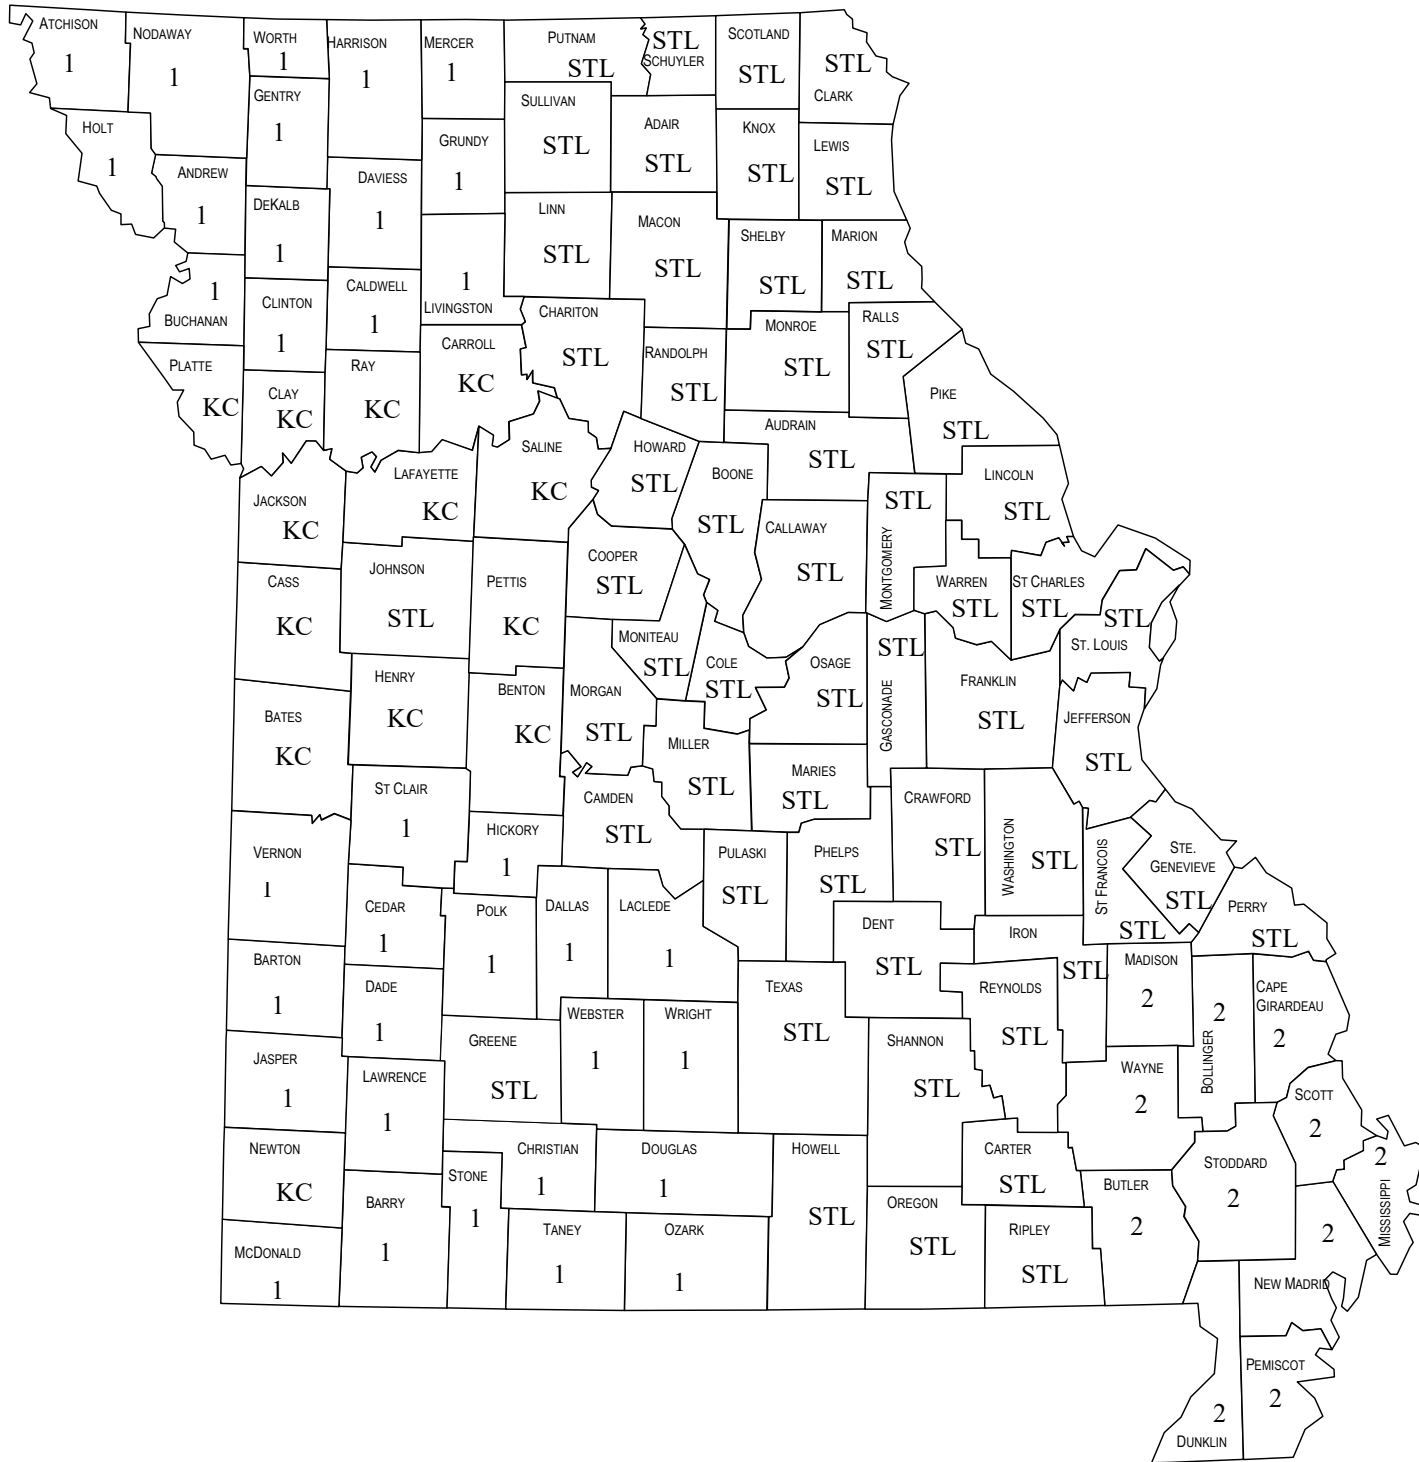 ATCHISON
1
NODAWAY
1
WORTH
1
HARRISON
1
MERCER
1
PUTNAM
STL
STL
SCHUYLER
SCOTLAND
STL
STL
CLARK
HOLT
1
GENTRY
1
SULLIVAN
STL
ADAIR
STL
KNOX
STL
LEWIS
STL
GRUNDY
1
ANDREW
1
DEKALB
1
DAVIESS
1
LINN
STL
MACON
STL
SHELBY
STL
MARION
STL
1
BUCHANAN
CLINTON
1
CALDWELL
1
1
LIVINGSTON
CHARITON
STL
RANDOLPH
STL
MONROE
STL
RALLS
STL
PLATTE
KC
CLAY
KC
RAY
KC
CARROLL
KC
PIKE
STL
AUDRAIN
STL
JACKSON
KC
LAFAYETTE
KC
SALINE
KC
HOWARD
STL
BOONE
STL
CALLAWAY
STL
STL
MONTGOMERY
LINCOLN
STL
WARREN
STL
ST CHARLES
STL
STL
ST. LOUIS
CASS
KC
JOHNSON
STL
PETTIS
KC
COOPER
STL
MONITEAU
STL
COLE
STL
OSAGE
STL
STL
GASCONADE
FRANKLIN
STL
JEFFERSON
STL
BATES
KC
HENRY
KC
BENTON
KC
MORGAN
STL
MILLER
STL
MARIES
STL
ST CLAIR
1
HICKORY
1
CAMDEN
STL
CRAWFORD
STL
WASHINGTON
STL
ST FRANCOIS
STL
STE.
GENEVIEVE
STL
PERRY
STL
VERNON
1
CEDAR
1
POLK
1
DALLAS
1
LACLEDE
1
PULASKI
STL
PHELPS
STL
DENT
STL
IRON
STL
MADISON
2
2
BOLLINGER
CAPE
GIRARDEAU
2
BARTON
1
DADE
1
GREENE
STL
WEBSTER
1
WRIGHT
1
TEXAS
STL
SHANNON
STL
REYNOLDS
STL
WAYNE
2
SCOTT
2
JASPER
1
LAWRENCE
1
NEWTON
KC
STONE
1
CHRISTIAN
1
DOUGLAS
1
HOWELL
STL
CARTER
STL
BUTLER
2
STODDARD
2
2
MISSISSIPPI
MCDONALD
1
BARRY
1
TANEY
1
OZARK
1
OREGON
STL
RIPLEY
STL
2
NEW MADRID
PEMISCOT
2
2
DUNKLIN